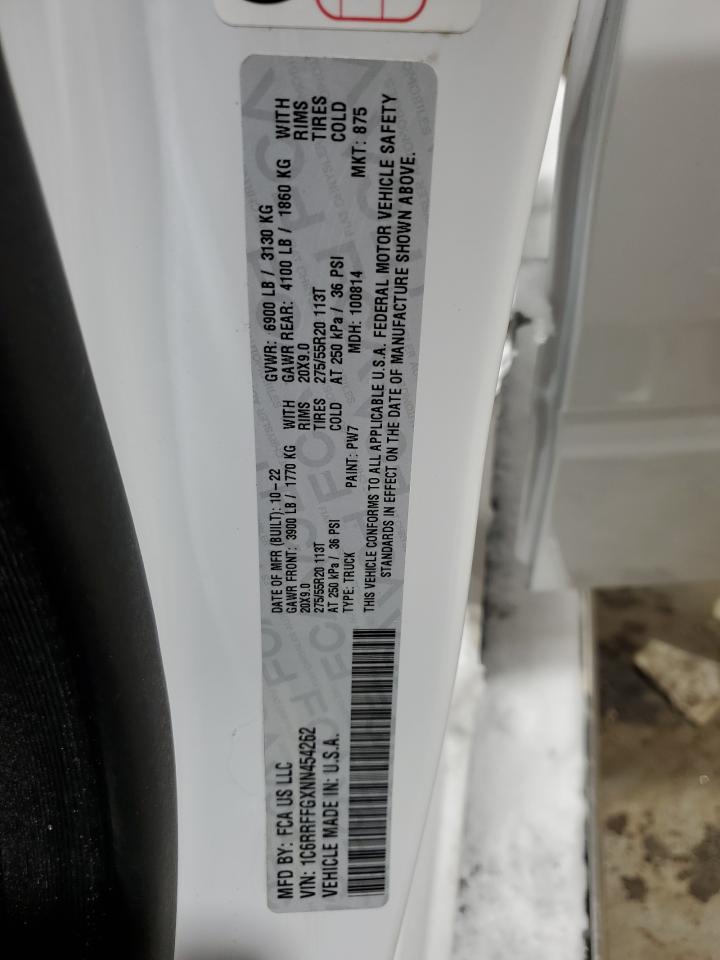 MFD BY: FCA US LLC
DATE OF MFR (BUILT): 10-22
GVWR: 6900 LB / 3130 KG
VIN: 1C6RRFFGXNN454262
GAWR FRONT: 3900 LB / 1770 KG WITH
GAWR REAR: 4100 LB / 1860 KG WITH
VEHICLE MADE IN: U.S.A.
20X9.0 RIMS
20X9.0 RIMS
275/55R20 113T TIRES
275/55R20 113T TIRES
AT 250 kPa / 36 PSI COLD
AT 250 kPa / 36 PSI COLD
TYPE: TRUCK PAINT: PW7 MDH: 100814 MKT: 875
THIS VEHICLE CONFORMS TO ALL APPLICABLE U.S.A. FEDERAL MOTOR VEHICLE SAFETY
STANDARDS IN EFFECT ON THE DATE OF MANUFACTURE SHOWN ABOVE.